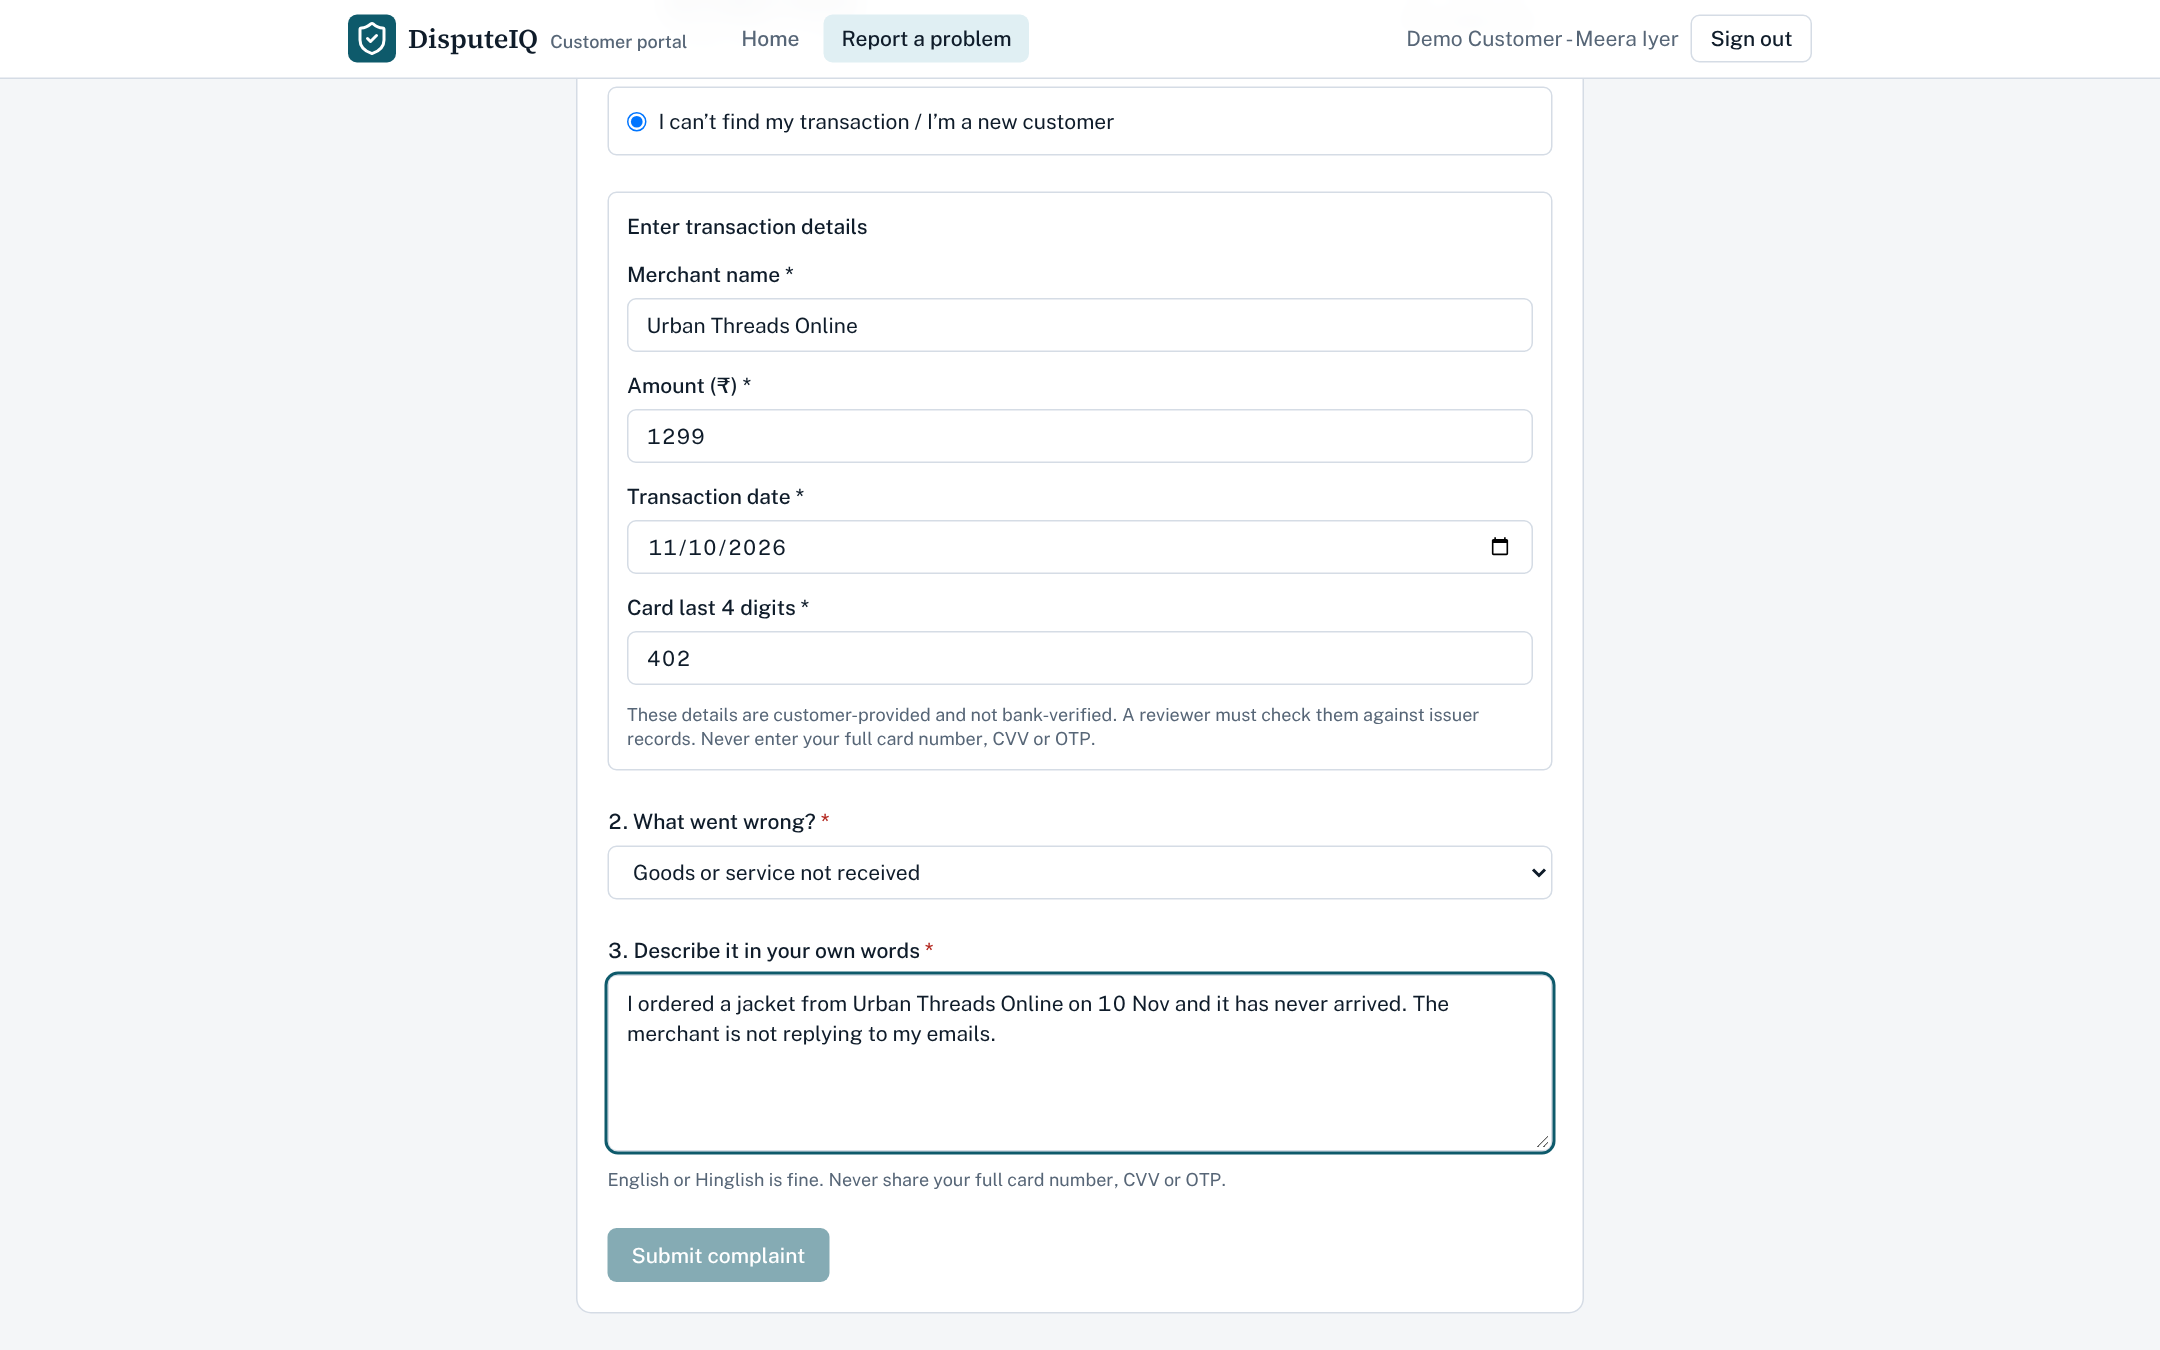 DisputeIQ Customer portal Home Report a problem Demo Customer - Meera Iyer Sign out
I can’t find my transaction / I’m a new customer
Enter transaction details
Merchant name *
Urban Threads Online
Amount (₹) *
1299
Transaction date *
11/10/2026
Card last 4 digits *
402
These details are customer-provided and not bank-verified. A reviewer must check them against issuer
records. Never enter your full card number, CVV or OTP.
2. What went wrong? *
Goods or service not received
3. Describe it in your own words *
I ordered a jacket from Urban Threads Online on 10 Nov and it has never arrived. The
merchant is not replying to my emails.
English or Hinglish is fine. Never share your full card number, CVV or OTP.
Submit complaint